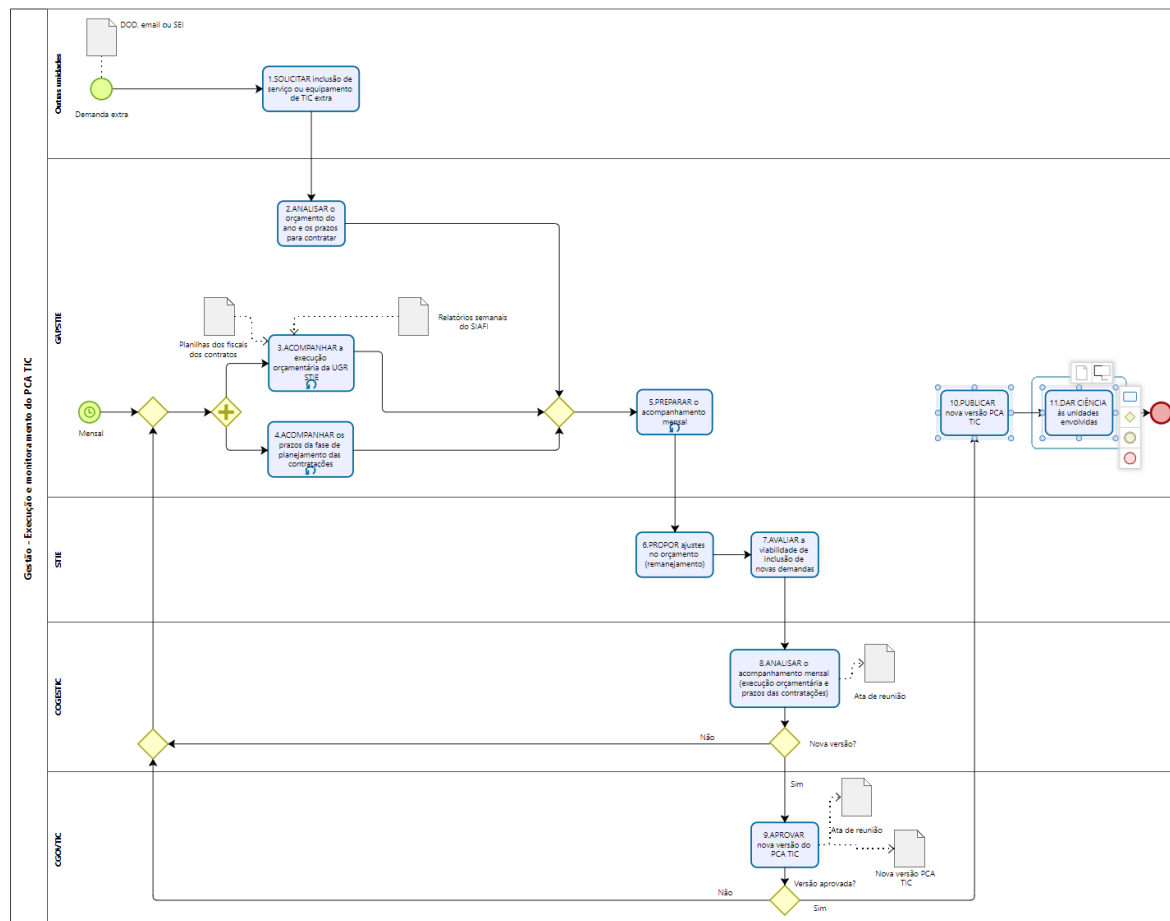 Gestão - Execução e monitoramento do PCA TIC
Outras unidades
DOD, email ou SEI
Demanda extra
1.SOLICITAR inclusão de
serviço ou equipamento
de TIC extra
GAPSTIE
2.ANALISAR o
orçamento do
ano e os prazos
para contratar
Planilhas dos fiscais
dos contratos
Relatórios semanais
do SIAFI
3.ACOMPANHAR a
execução
orçamentária da UGR
STIE
Mensal
4.ACOMPANHAR os
prazos da fase de
planejamento das
contratações
5.PREPARAR o
acompanhamento
mensal
10.PUBLICAR
nova versão PCA
TIC
11.DAR CIÊNCIA
às unidades
envolvidas
STIE
6.PROPOR ajustes
no orçamento
(remanejamento)
7.AVALIAR a
viabilidade de
inclusão de
novas demandas
COGESTIC
8.ANALISAR o
acompanhamento mensal
(execução orçamentária e
prazos das contratações)
Ata de reunião
Não
Nova versão?
CGOVTIC
Sim
9.APROVAR
nova versão do
PCA TIC
Ata de reunião
Nova versão PCA
TIC
Versão aprovada?
Não
Sim